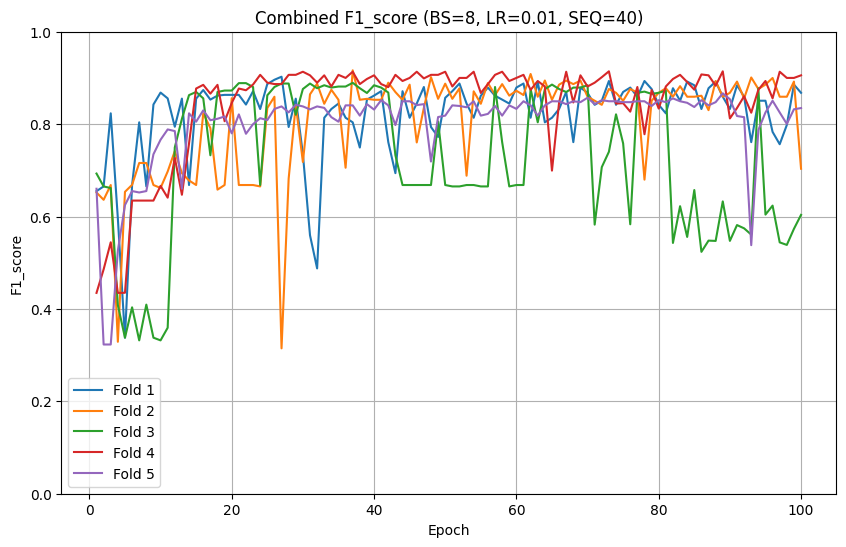 Combined F1_score (BS=8, LR=0.01, SEQ=40)
1.0
0.8
0.6
0.4
0.2
0.0
F1_score
Fold 1
Fold 2
Fold 3
Fold 4
Fold 5
0 20 40 60 80 100
Epoch